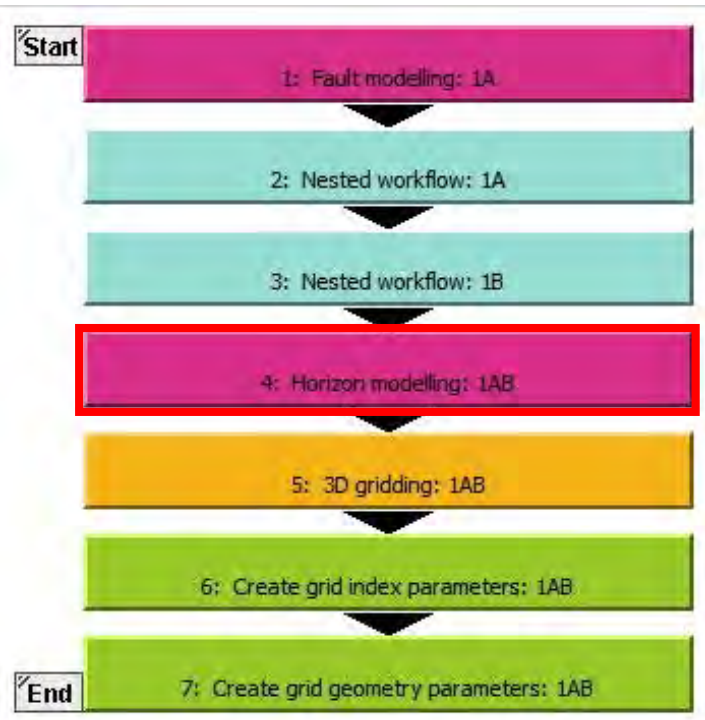 Start
1: Fault modelling: 1A
2: Nested workflow: 1A
3: Nested workflow: 1B
4: Horizon modelling: 1AB
5: 3D gridding: 1AB
6: Create grid index parameters: 1AB
7: Create grid geometry parameters: 1AB
End